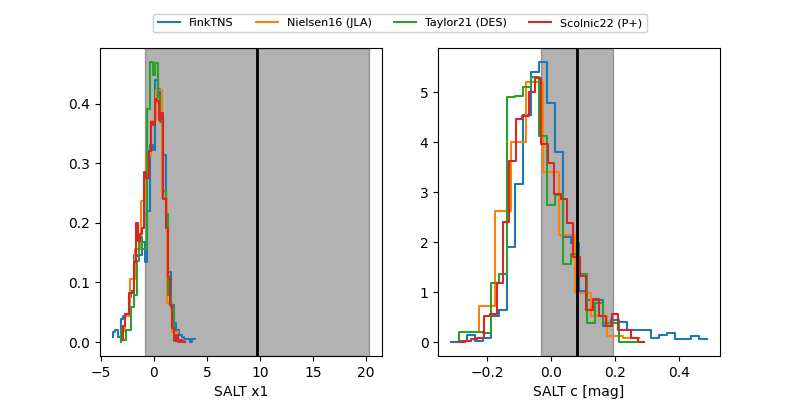 FinkTNS Nielsen16 (JLA) Taylor21 (DES) Scolnic22 (P+)
0.4
0.3
0.2
0.1
0.0
−5 0 5 10 15 20
SALT x1
5
4
3
2
1
0
−0.2 0.0 0.2 0.4
SALT c [mag]